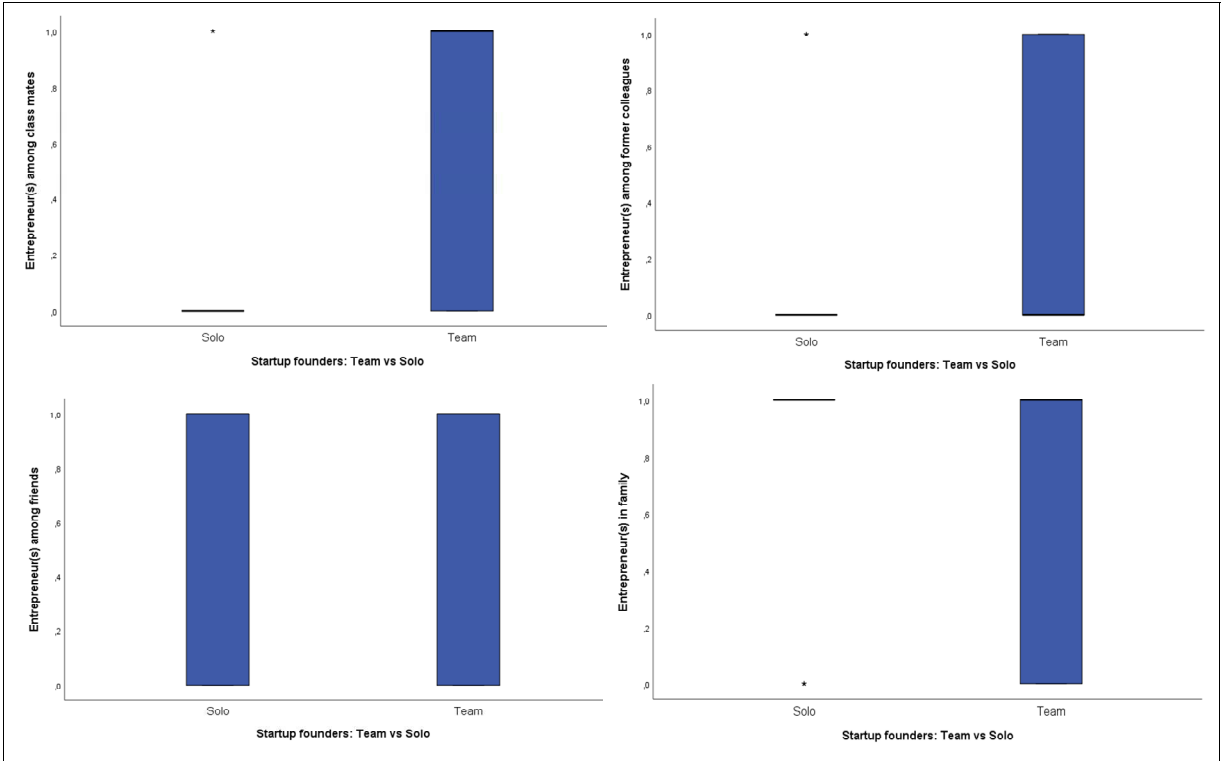 Entrepreneur(s) among class mates
1,0
,8
,6
,4
,2
,0
*
Solo
Team
Startup founders: Team vs Solo
Entrepreneur(s) among former colleagues
1,0
,8
,6
,4
,2
,0
*
Solo
Team
Startup founders: Team vs Solo
Entrepreneur(s) among friends
1,0
,8
,6
,4
,2
,0
Solo
Team
Startup founders: Team vs Solo
Entrepreneur(s) in family
1,0
,8
,6
,4
,2
,0
*
Solo
Team
Startup founders: Team vs Solo